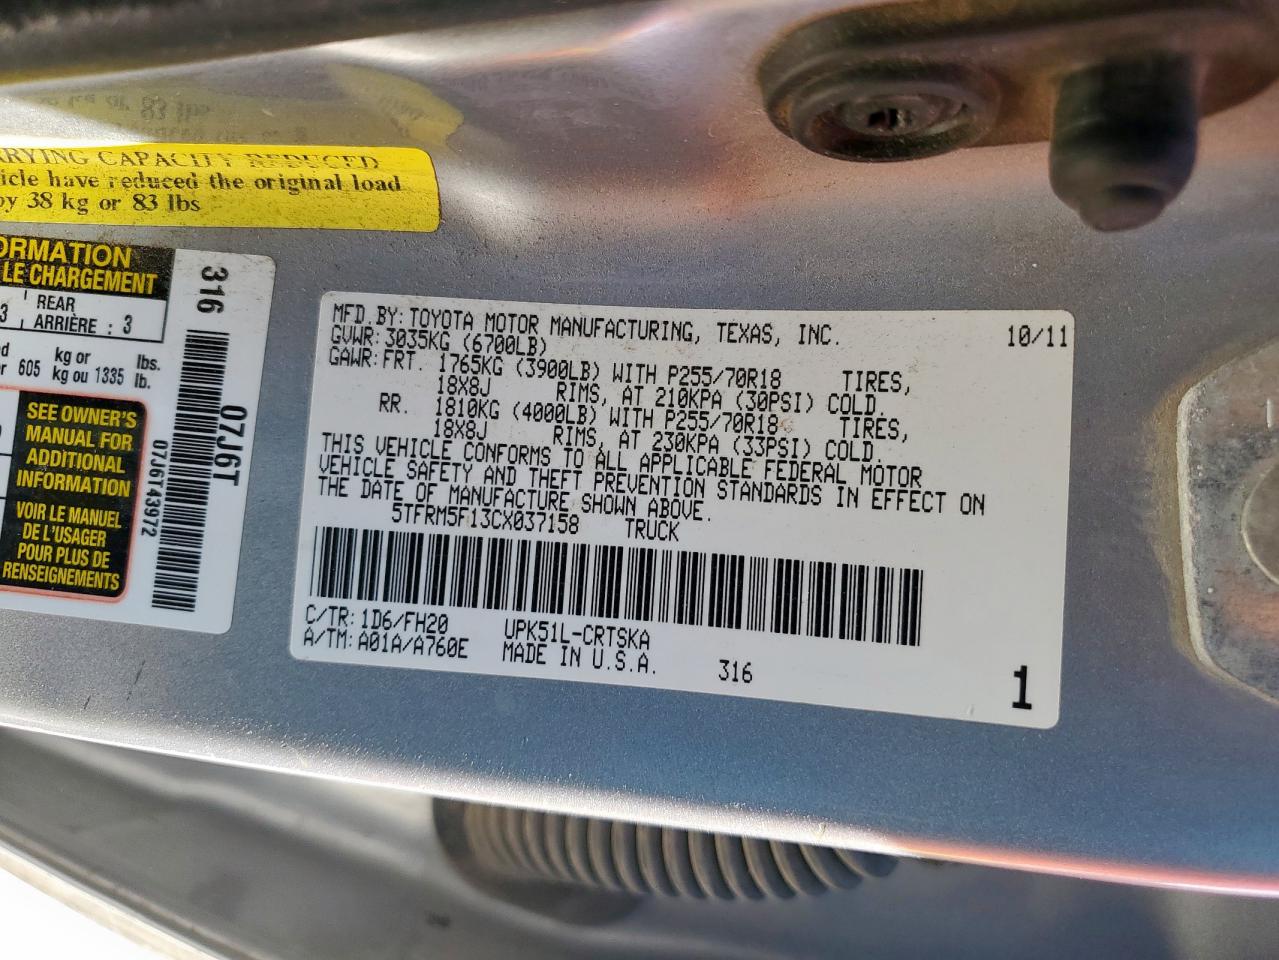 CAPACITY REDUCED
have reduced the original load
by 38 kg or 83 lbs
LE CHARGEMENT
3 REAR
ARRIÈRE : 3
605 kg or 1335 lbs.
kg ou lb.
SEE OWNER'S
MANUAL FOR
ADDITIONAL
INFORMATION
VOIR LE MANUEL
DE L'USAGER
POUR PLUS DE
RENSEIGNEMENTS
316
07J6T
07J6T43972
MFD. BY: TOYOTA MOTOR MANUFACTURING, TEXAS, INC. 10/11
GVWR: 3035KG (6700LB)
GAWR: FRT. 1765KG (3900LB) WITH P255/70R18 TIRES,
18X8J RIMS, AT 210KPA (30PSI) COLD.
RR. 1810KG (4000LB) WITH P255/70R18 TIRES,
18X8J RIMS, AT 230KPA (33PSI) COLD.
THIS VEHICLE CONFORMS TO ALL APPLICABLE FEDERAL MOTOR
VEHICLE SAFETY AND THEFT PREVENTION STANDARDS IN EFFECT ON
THE DATE OF MANUFACTURE SHOWN ABOVE.
5TFRM5F13CX037158 TRUCK
C/TR: 1D6/FH20 UPK51L-CRTSKA
A/TM: A01A/A760E MADE IN U.S.A. 316
1